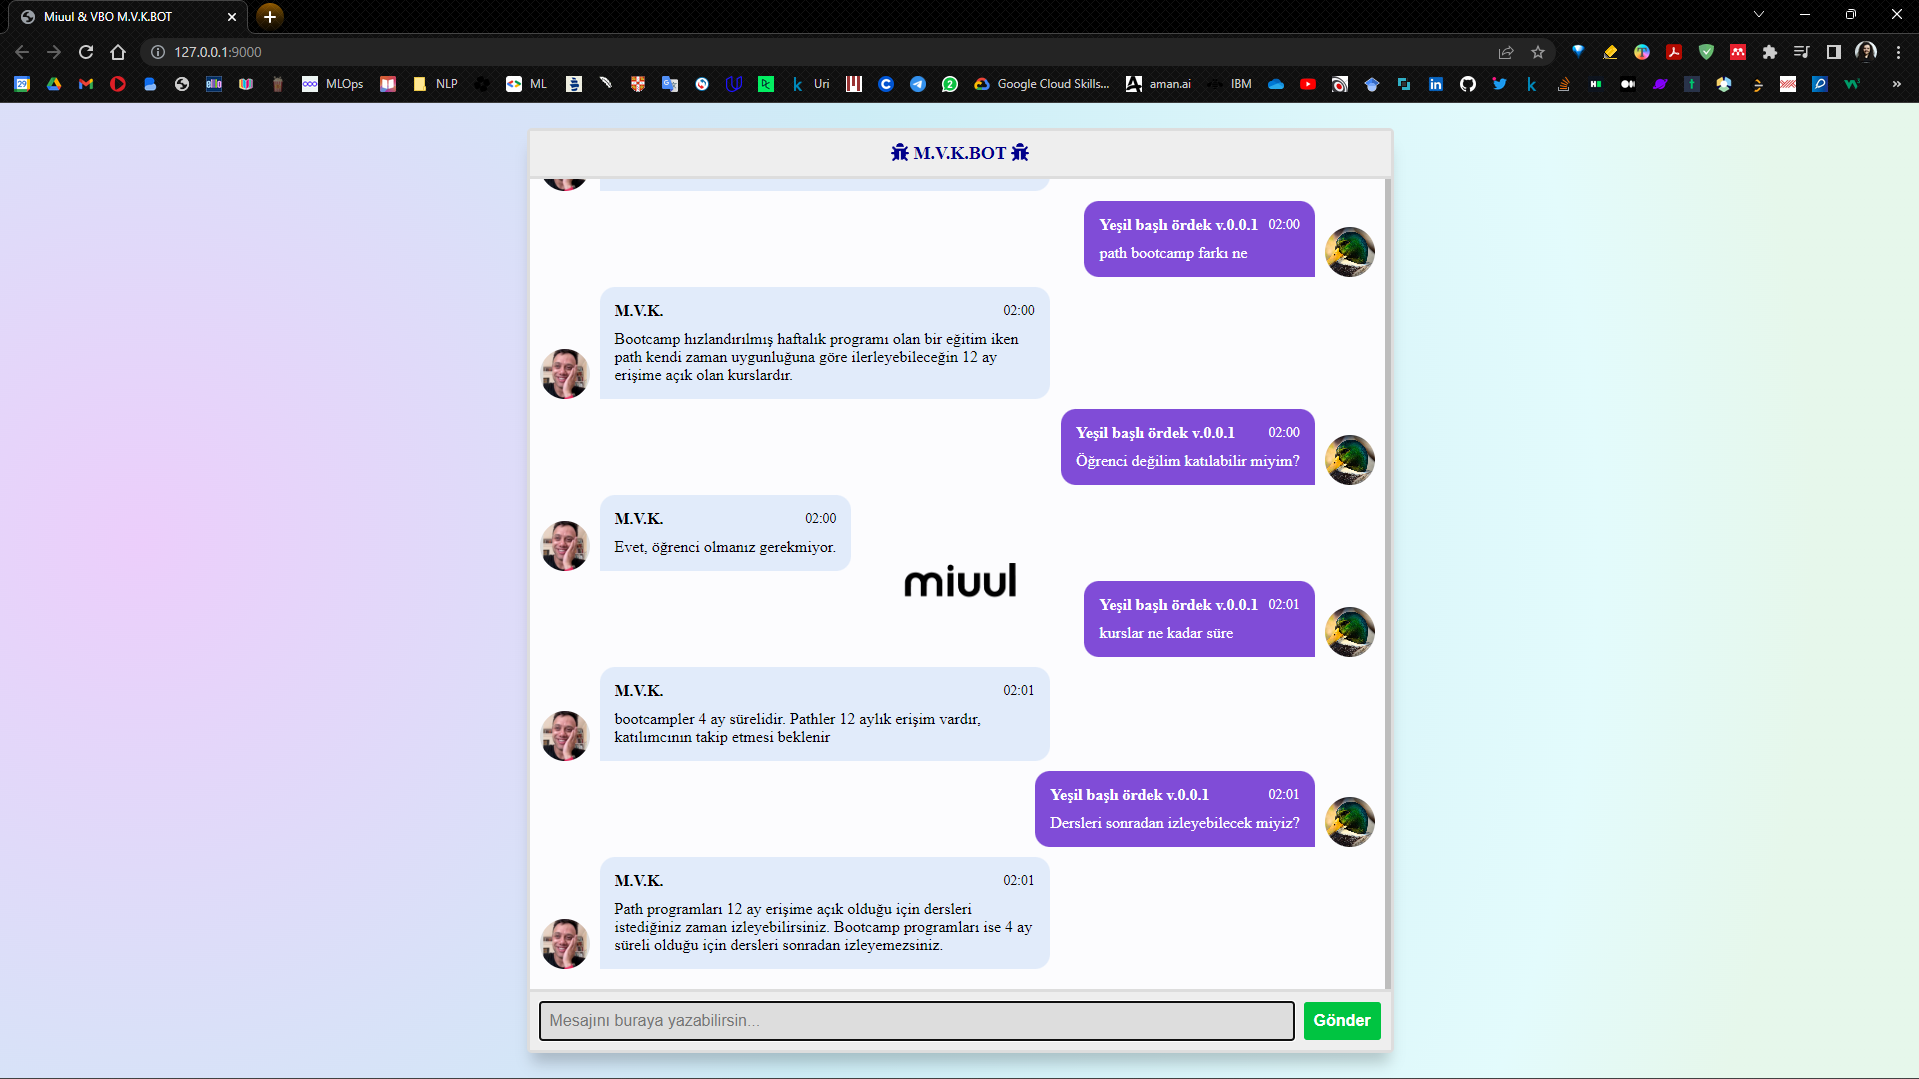 Miuul & VBO M.V.K.BOT
127.0.0.1:9000
29
MLOps
NLP
ML
Uri
2
Google Cloud Skills...
aman.ai
IBM
M.V.K.BOT
Yeşil başlı ördek v.0.0.1 02:00
path bootcamp farkı ne
M.V.K. 02:00
Bootcamp hızlandırılmış haftalık programı olan bir eğitim iken
path kendi zaman uygunluğuna göre ilerleyebileceğin 12 ay
erişime açık olan kurslardır.
Yeşil başlı ördek v.0.0.1 02:00
Öğrenci değilim katılabilir miyim?
M.V.K. 02:00
Evet, öğrenci olmanız gerekmiyor.
miuul
Yeşil başlı ördek v.0.0.1 02:01
kurslar ne kadar süre
M.V.K. 02:01
bootcampler 4 ay sürelidir. Pathler 12 aylık erişim vardır,
katılımcının takip etmesi beklenir
Yeşil başlı ördek v.0.0.1 02:01
Dersleri sonradan izleyebilecek miyiz?
M.V.K. 02:01
Path programları 12 ay erişime açık olduğu için dersleri
istediğiniz zaman izleyebilirsiniz. Bootcamp programları ise 4 ay
süreli olduğu için dersleri sonradan izleyemezsiniz.
Mesajını buraya yazabilirsin...
Gönder